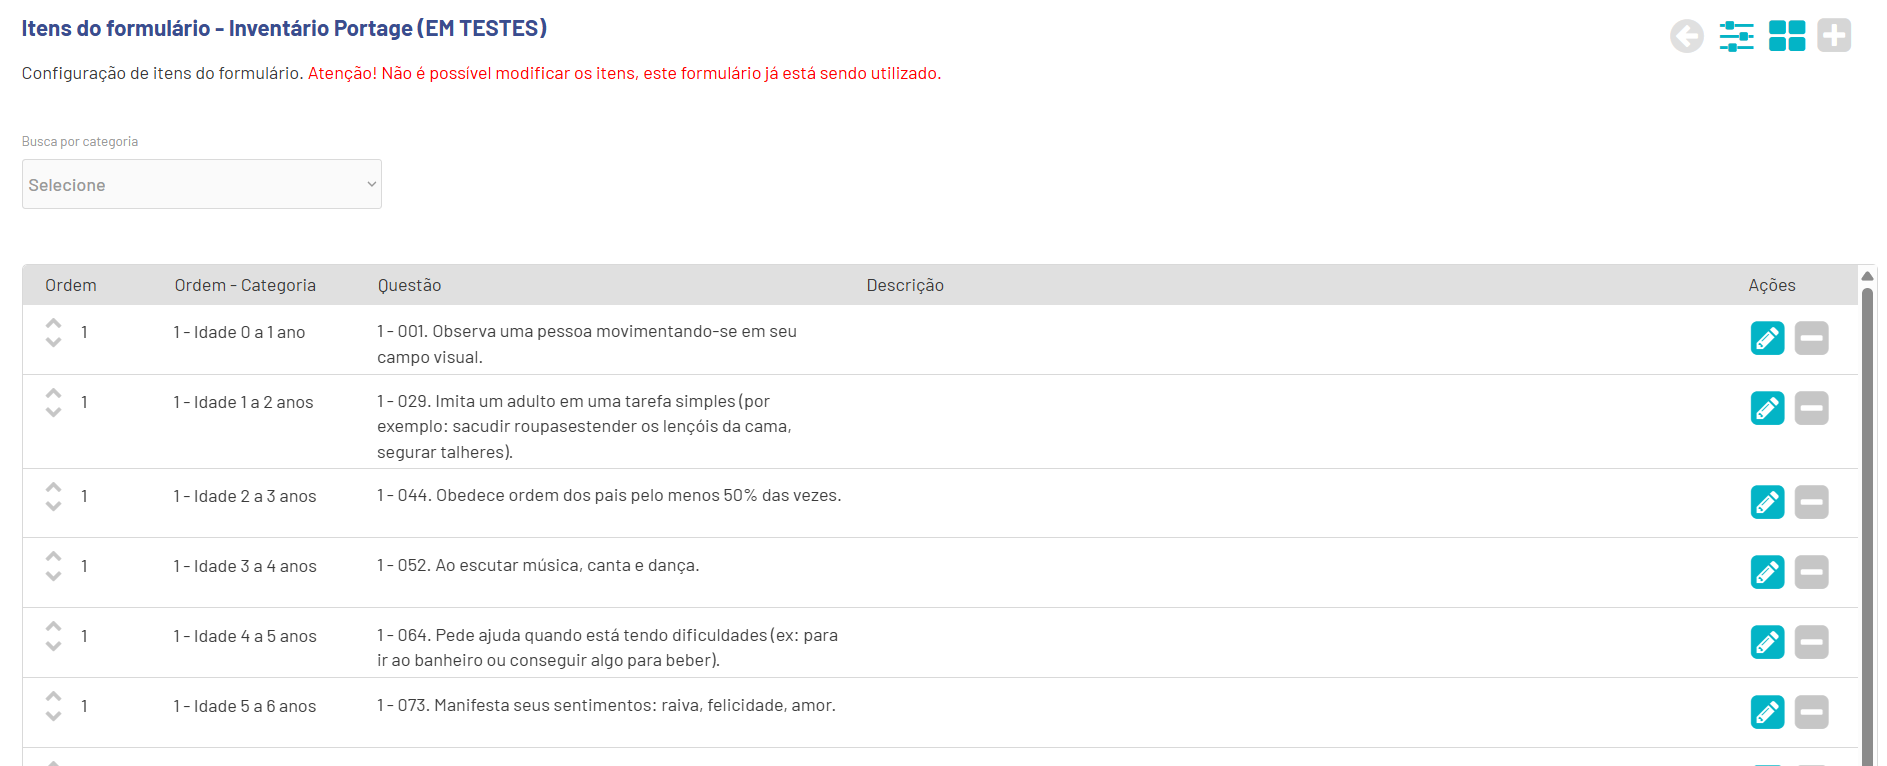 Itens do formulário - Inventário Portage (EM TESTES)
Configuração de itens do formulário. Atenção! Não é possível modificar os itens, este formulário já está sendo utilizado.
Busca por categoria
Selecione
Ordem Ordem - Categoria Questão Descrição Ações
1 1 - Idade 0 a 1 ano 1 - 001. Observa uma pessoa movimentando-se em seu
campo visual.
1 1 - Idade 1 a 2 anos 1 - 029. Imita um adulto em uma tarefa simples (por
exemplo: sacudir roupasestender os lençóis da cama,
segurar talheres).
1 1 - Idade 2 a 3 anos 1 - 044. Obedece ordem dos pais pelo menos 50% das vezes.
1 1 - Idade 3 a 4 anos 1 - 052. Ao escutar música, canta e dança.
1 1 - Idade 4 a 5 anos 1 - 064. Pede ajuda quando está tendo dificuldades (ex: para
ir ao banheiro ou conseguir algo para beber).
1 1 - Idade 5 a 6 anos 1 - 073. Manifesta seus sentimentos: raiva, felicidade, amor.